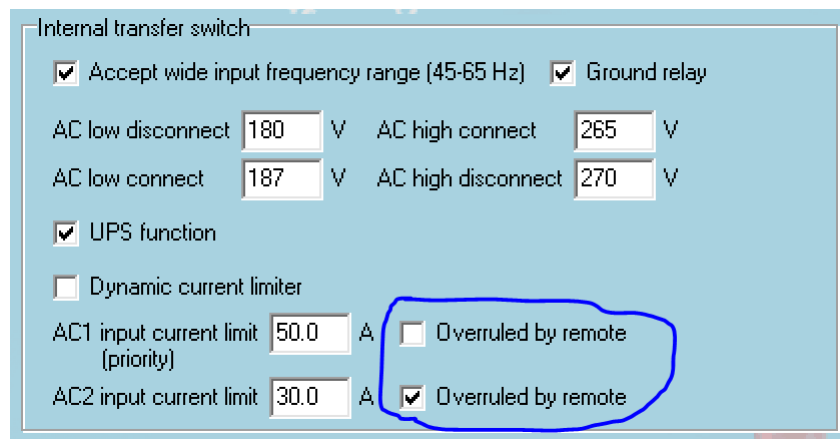 Internal transfer switch
Accept wide input frequency range (45-65 Hz) Ground relay
AC low disconnect 180 V AC high connect 265 V
AC low connect 187 V AC high disconnect 270 V
UPS function
Dynamic current limiter
AC1 input current limit 50.0 A Overruled by remote
(priority)
AC2 input current limit 30.0 A Overruled by remote